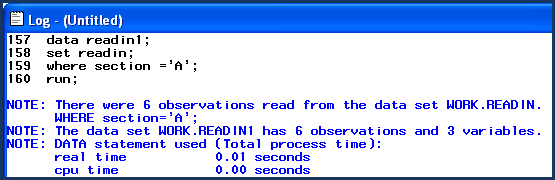 Log - (Untitled)
157 data readin1;
158 set readin;
159 where section ='A';
160 run;
NOTE: There were 6 observations read from the data set WORK.READIN.
WHERE section='A';
NOTE: The data set WORK.READIN1 has 6 observations and 3 variables.
NOTE: DATA statement used (Total process time):
real time 0.01 seconds
cpu time 0.00 seconds